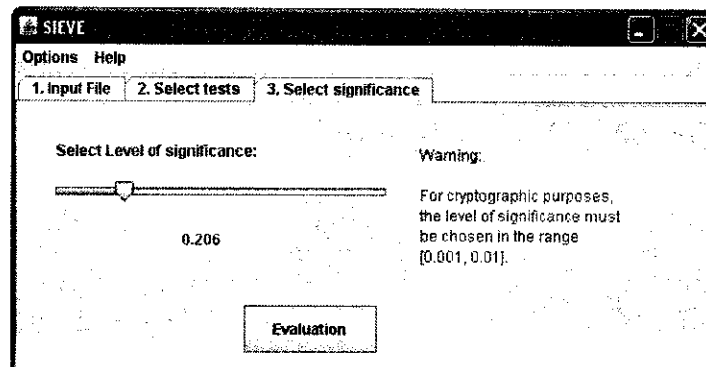 SIEVE
Options Help
1. Input File 2. Select tests 3. Select significance
Select Level of significance:
0.206
Warning:
For cryptographic purposes,
the level of significance must
be chosen in the range
[0.001, 0.01].
Evaluation